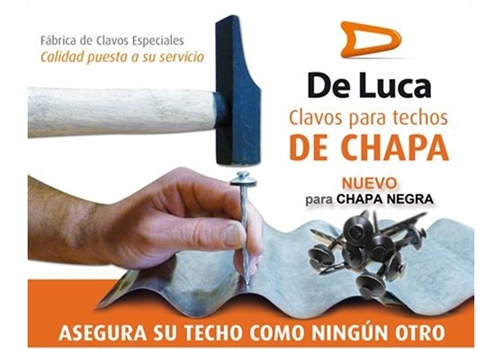 Fábrica de Clavos Especiales
Calidad puesta a su servicio
De Luca
Clavos para techos
DE CHAPA
NUEVO
para CHAPA NEGRA
ASEGURA SU TECHO COMO NINGÚN OTRO